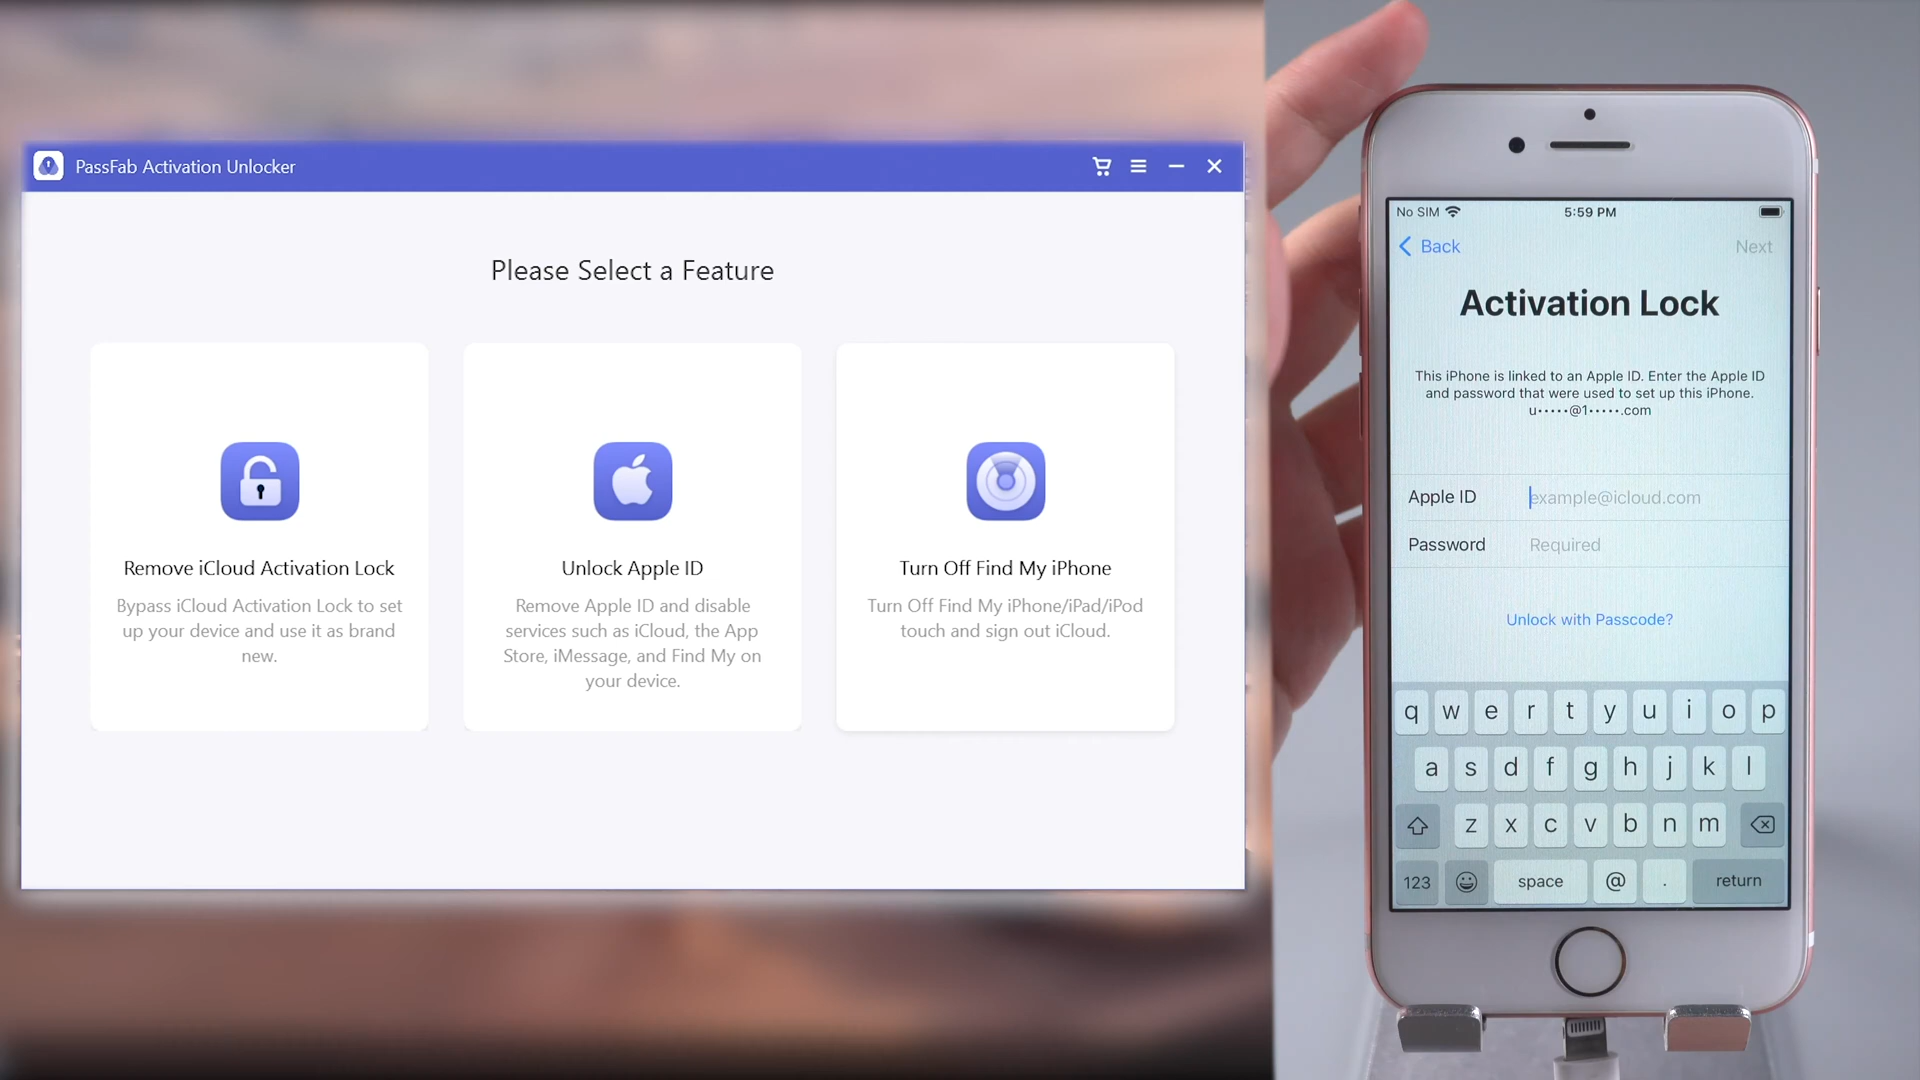 PassFab Activation Unlocker
Please Select a Feature
Remove iCloud Activation Lock
Bypass iCloud Activation Lock to set
up your device and use it as brand
new.
Unlock Apple ID
Remove Apple ID and disable
services such as iCloud, the App
Store, iMessage, and Find My on
your device.
Turn Off Find My iPhone
Turn Off Find My iPhone/iPad/iPod
touch and sign out iCloud.
No SIM
5:59 PM
Back
Next
Activation Lock
This iPhone is linked to an Apple ID. Enter the Apple ID
and password that were used to set up this iPhone.
u•••••@1•••••.com
Apple ID example@icloud.com
Password Required
Unlock with Passcode?
q w e r t y u i o p
a s d f g h j k l
z x c v b n m
123 space @ . return